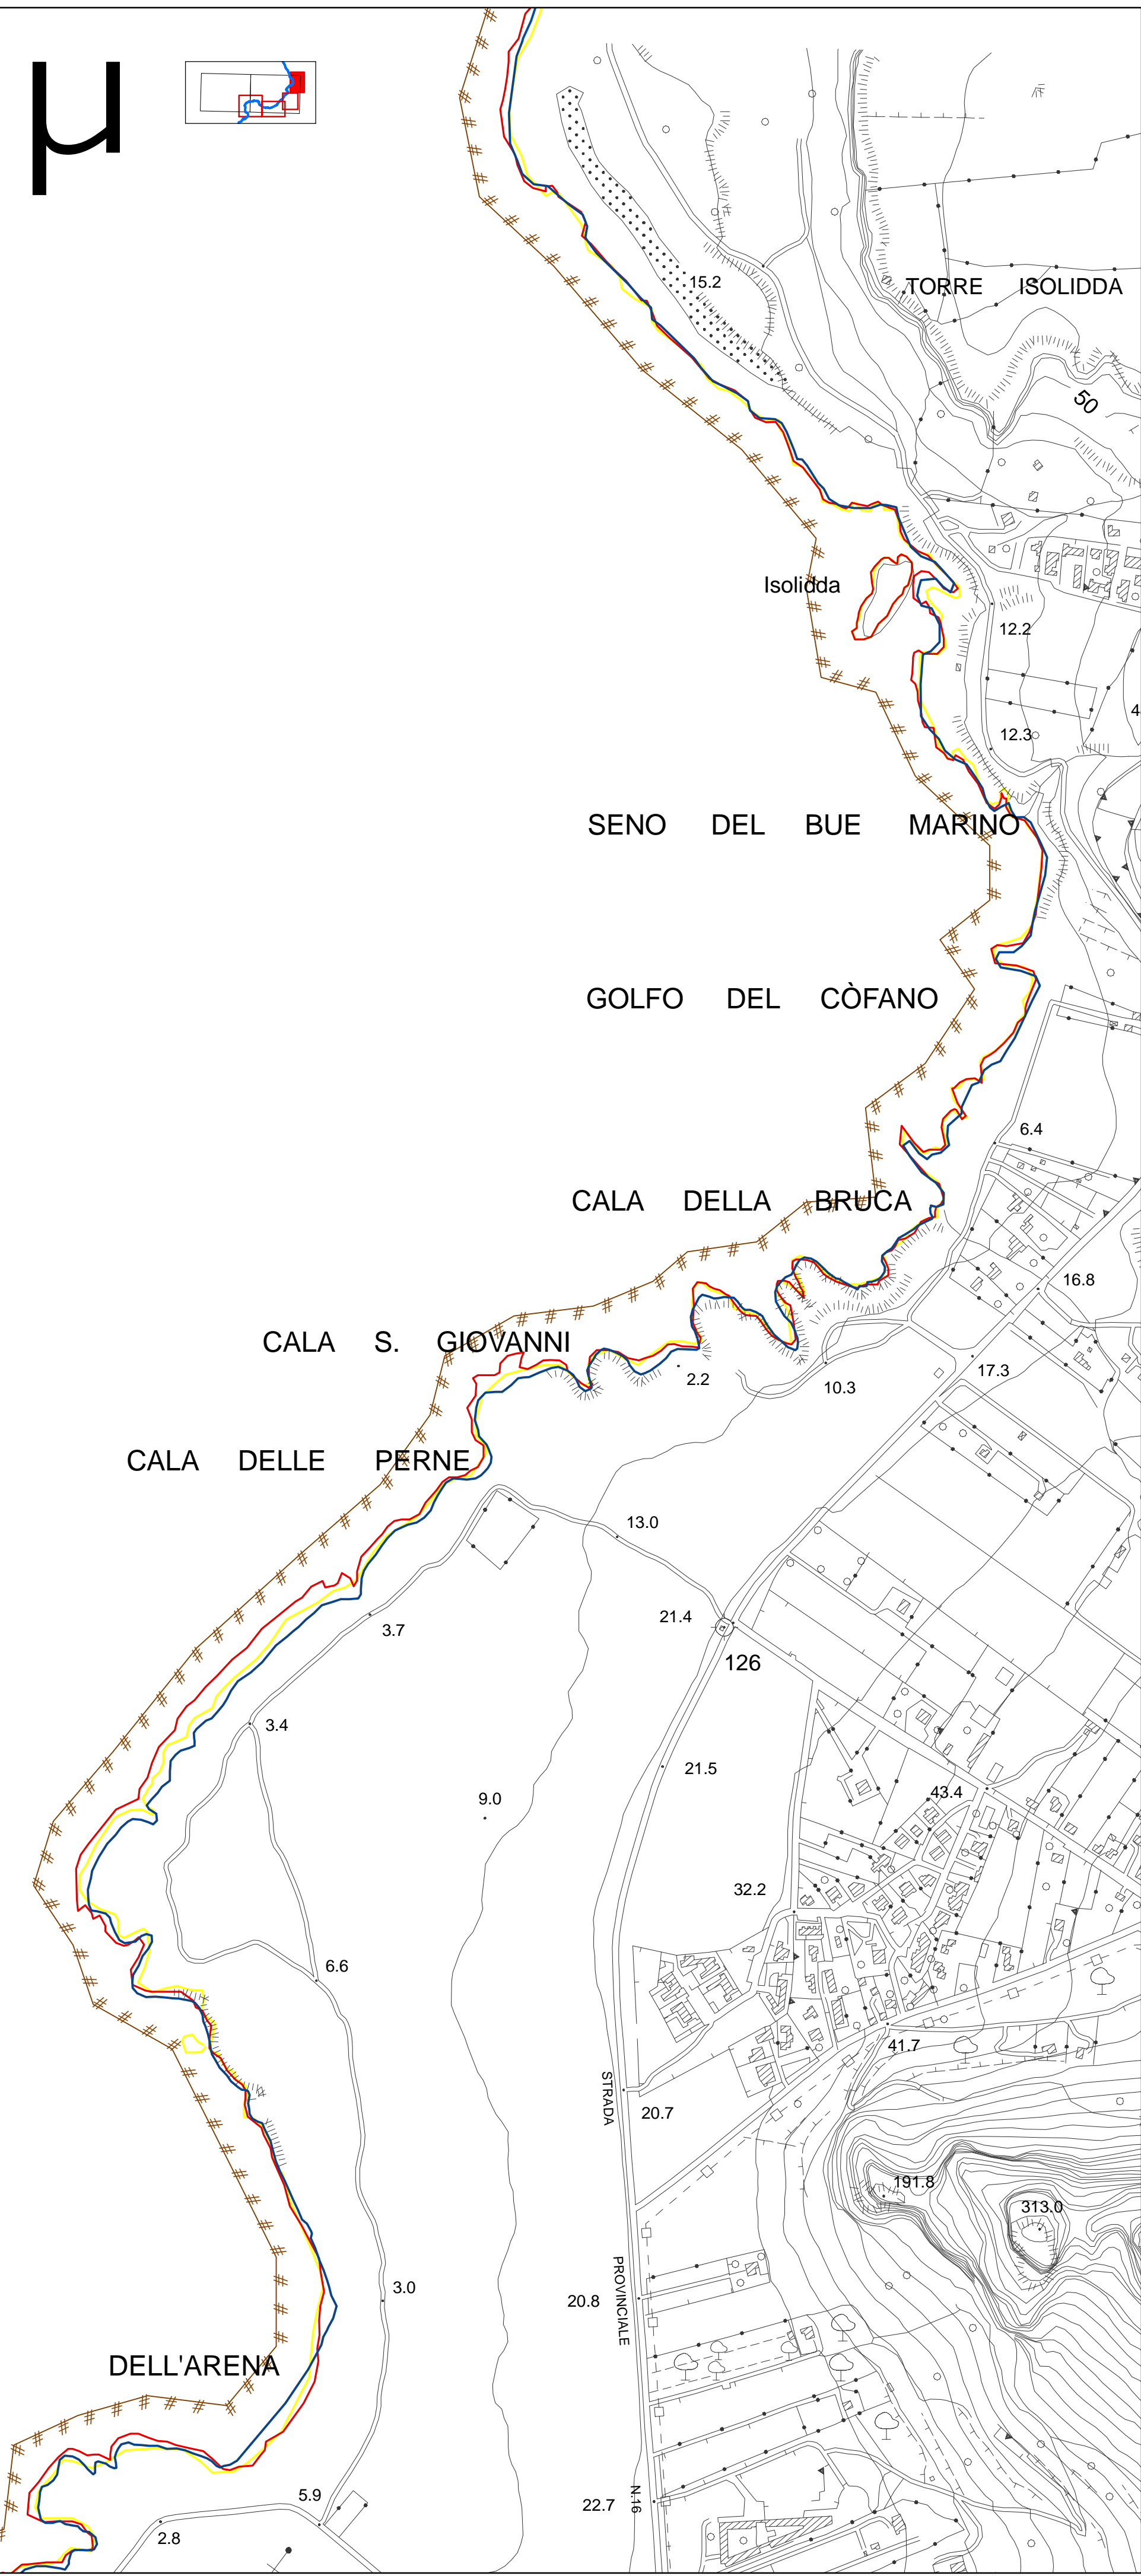 µ
15.2
TORRE ISOLIDDA
50
Isolidda
12.2
4
12.3
SENO DEL BUE MARINO
GOLFO DEL CÒFANO
6.4
CALA DELLA BRUCA
16.8
CALA S. GIOVANNI
17.3
2.2
10.3
CALA DELLE PERNE
13.0
21.4
3.7
126
3.4
21.5
43.4
9.0
32.2
6.6
41.7
STRADA
20.7
191.8
313.0
3.0
20.8
PROVINCIALE
DELL'ARENA
5.9
22.7
N.16
2.8